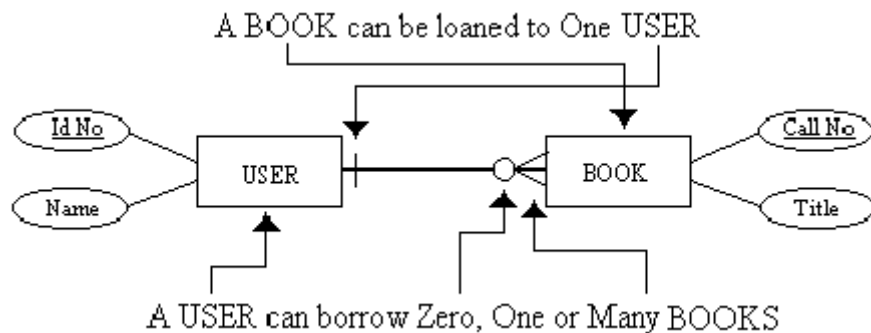 A BOOK can be loaned to One USER
Id No
Call No
USER
BOOK
Name
Title
A USER can borrow Zero, One or Many BOOKS